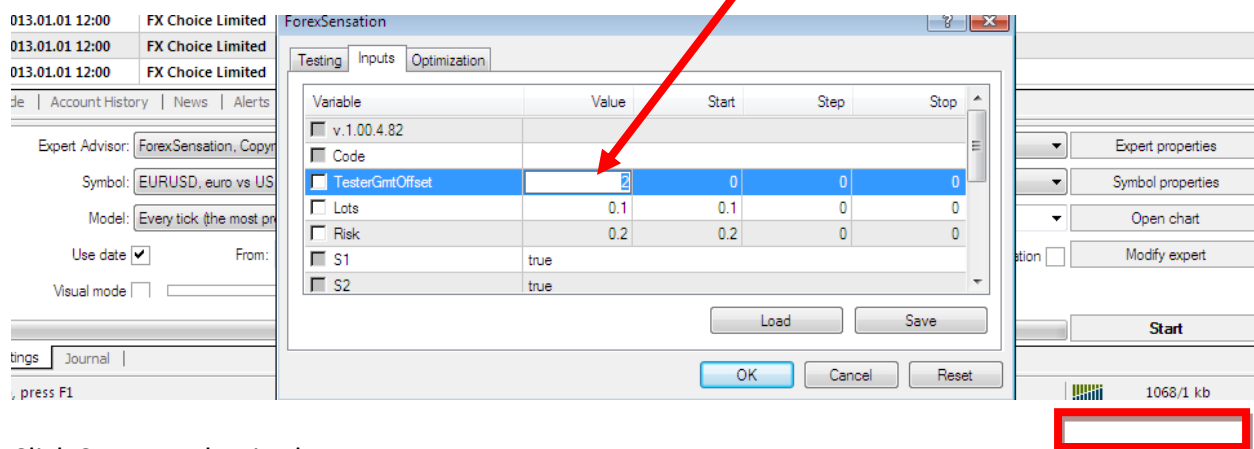 013.01.01 12:00 FX Choice Limited
ForexSensation
013.01.01 12:00 FX Choice Limited
013.01.01 12:00 FX Choice Limited
Testing Inputs Optimization
de | Account History | News | Alerts
Variable Value Start Step Stop
v.1.00.4.82
Code
TesterGmtOffset 2 0 0 0
Lots 0.1 0.1 0 0
Risk 0.2 0.2 0 0
S1 true
S2 true
Load Save
OK Cancel Reset
Expert Advisor: ForexSensation, Copyr
Expert properties
Symbol: EURUSD, euro vs US
Symbol properties
Model: Every tick (the most pre
Open chart
Use date From:
ation
Modify expert
Visual mode
Start
tings Journal |
, press F1
1068/1 kb